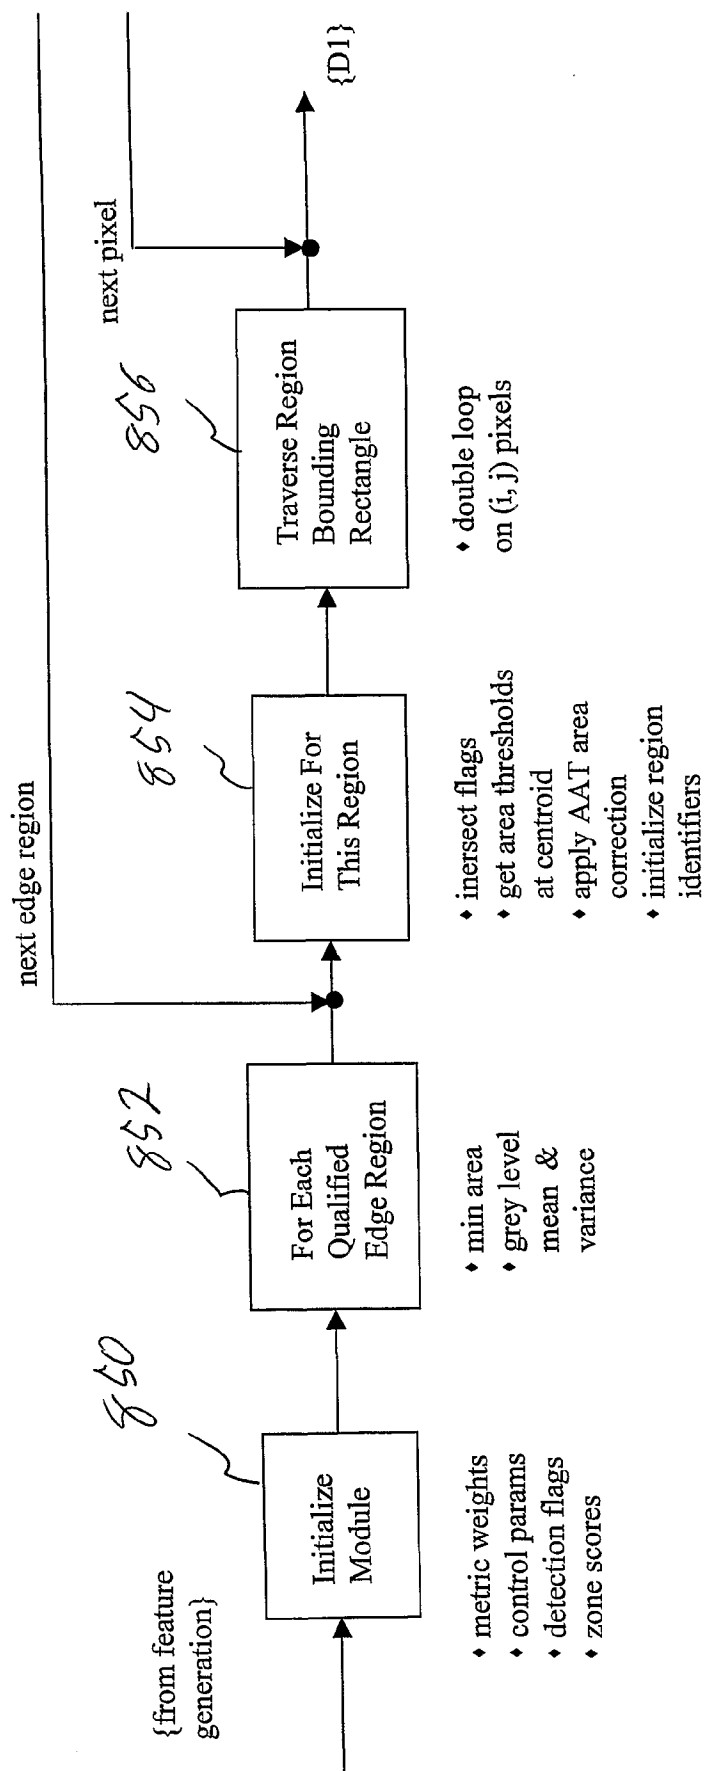 {from feature
generation}
850
Initialize
Module
♦ metric weights
♦ control params
♦ detection flags
♦ zone scores
852
For Each
Qualified
Edge Region
♦ min area
♦ grey level
mean &
variance
next edge region
854
Initialize For
This Region
♦ inersect flags
♦ get area thresholds
at centroid
♦ apply AAT area
correction
♦ initialize region
identifiers
856
Traverse Region
Bounding
Rectangle
♦ double loop
on (i, j) pixels
next pixel
{D1}